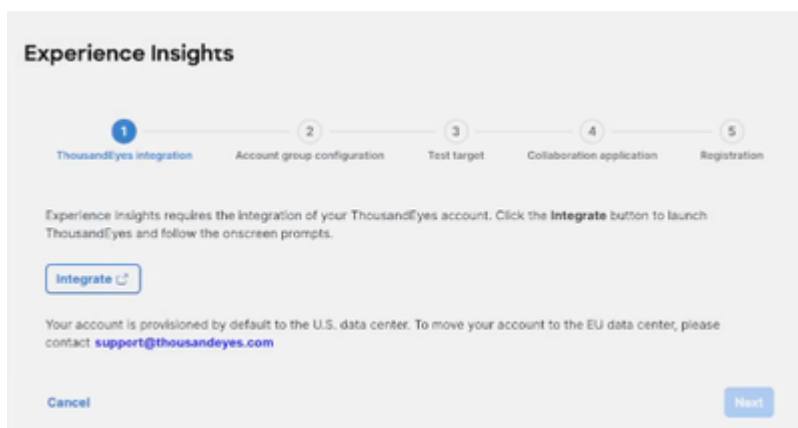 Experience Insights
1
2
3
4
5
ThousandEyes integration
Account group configuration
Test target
Collaboration application
Registration
Experience Insights requires the integration of your ThousandEyes account. Click the Integrate button to launch
ThousandEyes and follow the onscreen prompts.
Integrate
Your account is provisioned by default to the U.S. data center. To move your account to the EU data center, please
contact support@thousandeyes.com
Cancel
Next